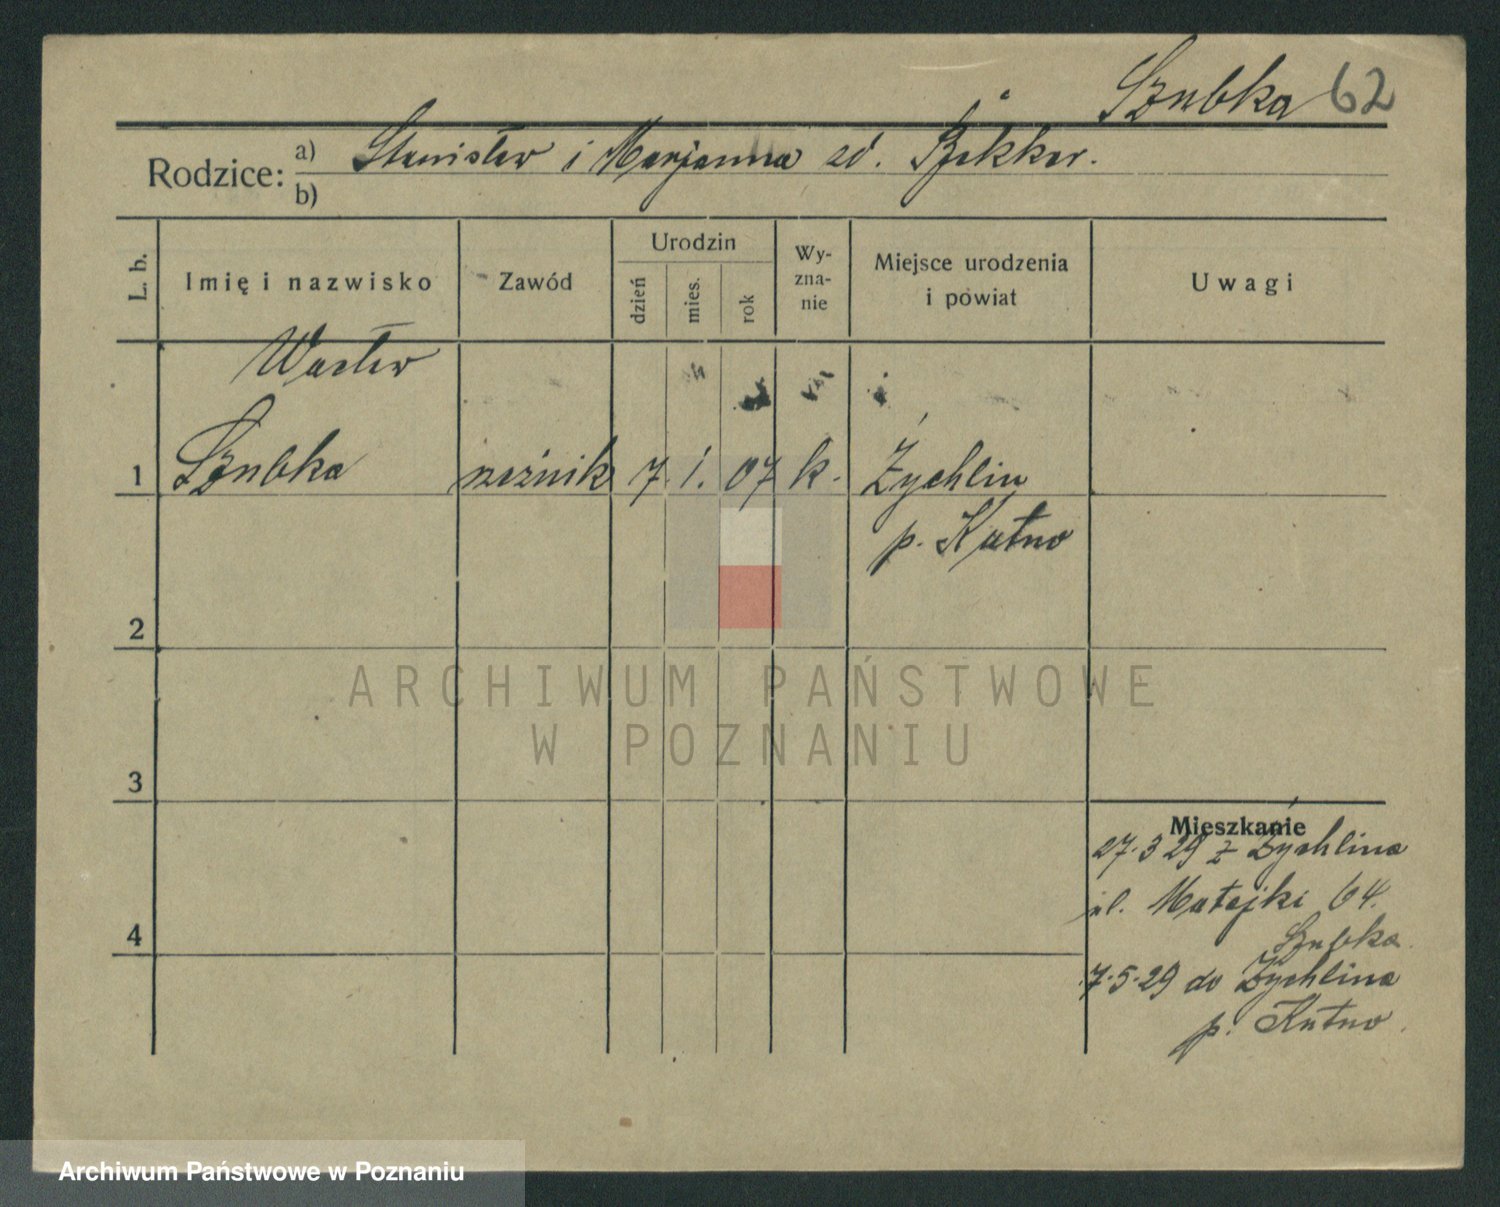 Szubka 62
Rodzice: a) Stanisław i Marjanna zd. Bekker.
b)
L. b. Imię i nazwisko Zawód Urodzin dzień mies. rok Wy-zna-nie Miejsce urodzenia i powiat Uwagi
Wacław
1 Szubka rzeźnik 7. 1. 07 k. Żychlin
p. Kutno
2
3
Mieszkanie
27.3 29 z Żychlina
ul. Matejki 64.
Szubka
4
7.5.29 do Żychlina
p. Kutno.
ARCHIWUM PAŃSTWOWE
W POZNANIU
Archiwum Państwowe w Poznaniu